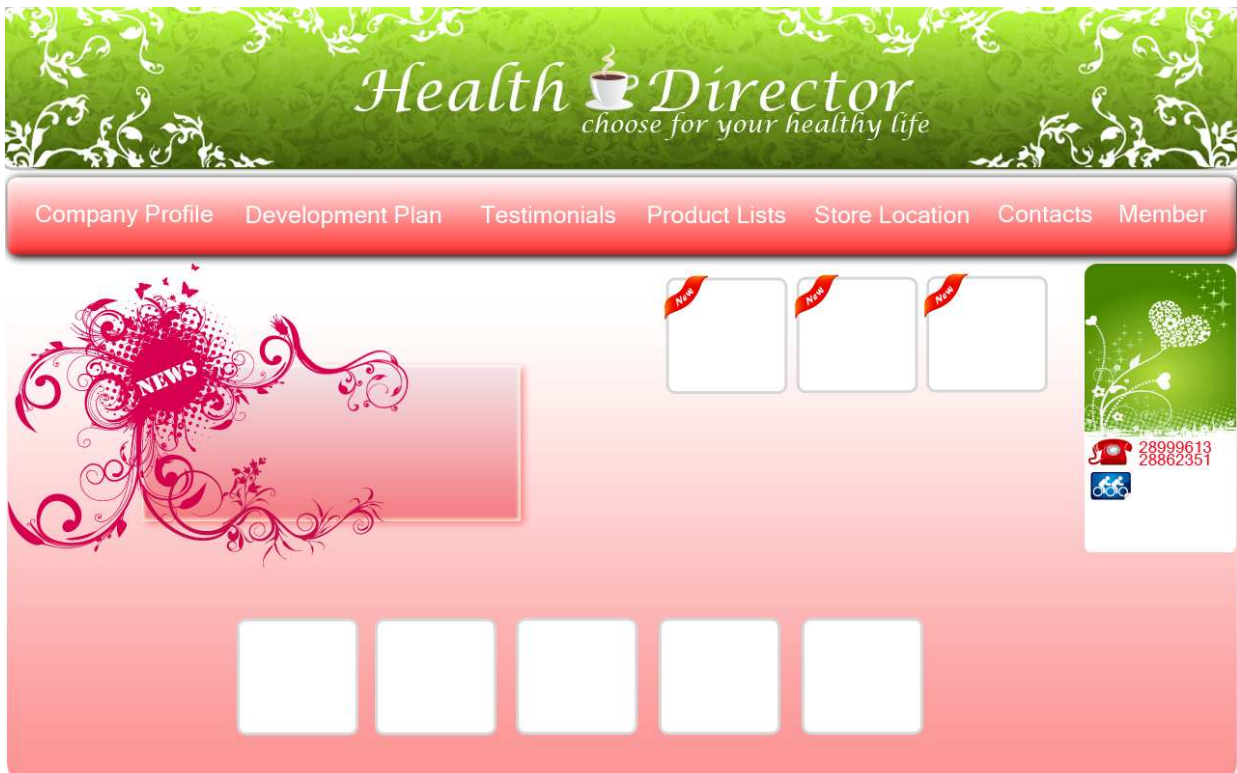 Health Director
choose for your healthy life
Company Profile Development Plan Testimonials Product Lists Store Location Contacts Member
New New New
NEWS
28999613
28862351